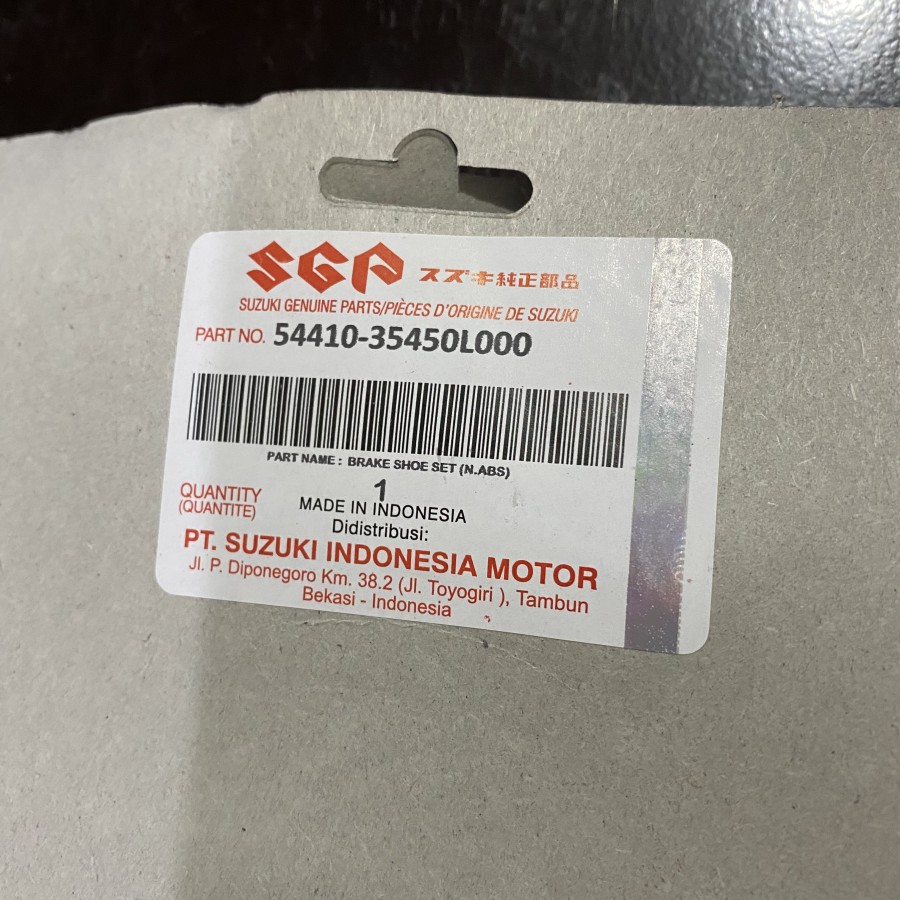 SGP スズキ純正部品
SUZUKI GENUINE PARTS/PIÈCES D'ORIGINE DE SUZUKI
PART NO. 54410-35450L000
PART NAME : BRAKE SHOE SET (N.ABS)
QUANTITY 1
(QUANTITE)
MADE IN INDONESIA
Didistribusi:
PT. SUZUKI INDONESIA MOTOR
Jl. P. Diponegoro Km. 38.2 (Jl. Toyogiri ), Tambun
Bekasi - Indonesia